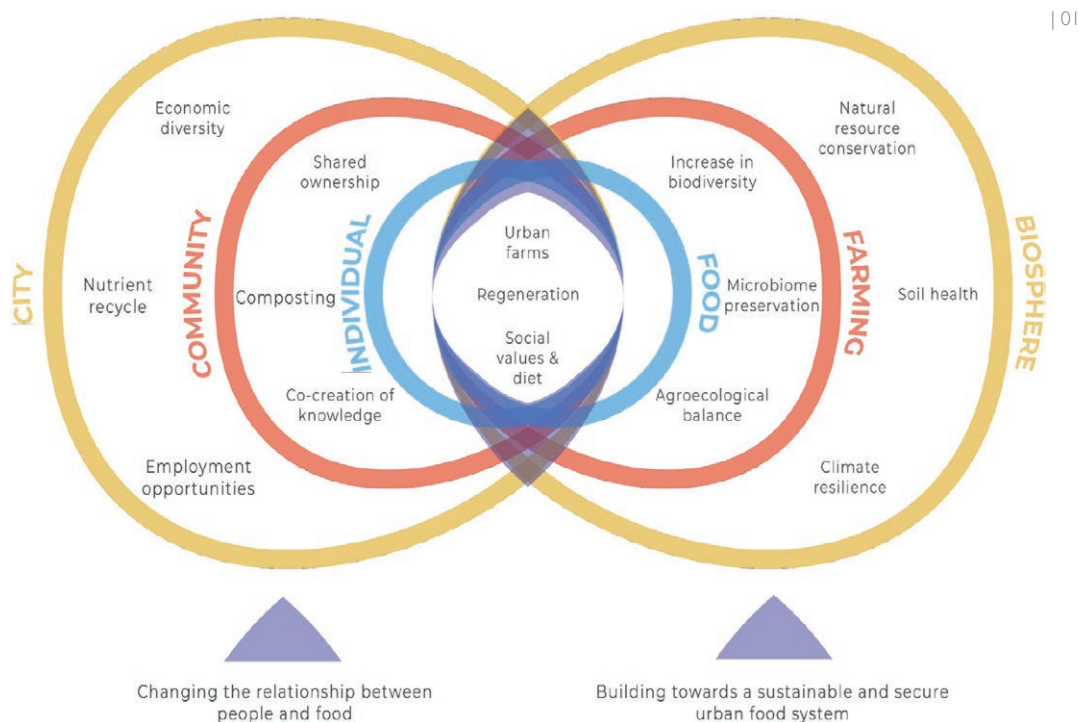 | 01
Economic
diversity
Natural
resource
conservation
Shared
ownership
Increase in
biodiversity
Urban
farms
CITY
Nutrient
recycle
COMMUNITY
Composting
INDIVIDUAL
Regeneration
FOOD
Microbiome
preservation
FARMING
Soil health
BIOSPHERE
Social
values &
diet
Co-creation of
knowledge
Agroecological
balance
Employment
opportunities
Climate
resilience
Changing the relationship between
people and food
Building towards a sustainable and secure
urban food system